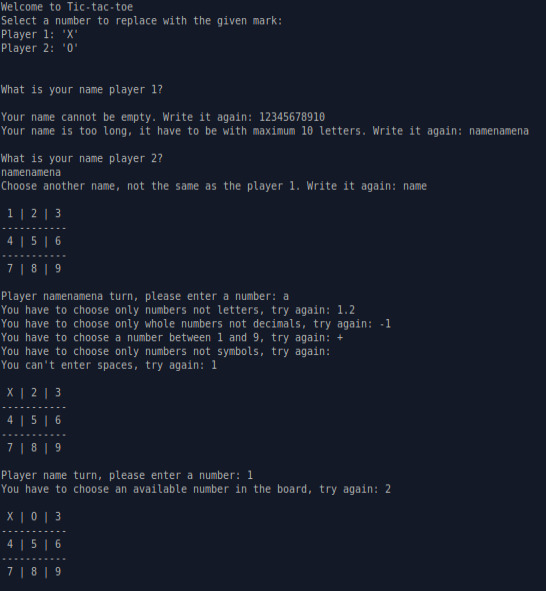 Welcome to Tic-tac-toe
Select a number to replace with the given mark:
Player 1: 'X'
Player 2: 'O'
What is your name player 1?
Your name cannot be empty. Write it again: 12345678910
Your name is too long, it have to be with maximum 10 letters. Write it again: namenamena
What is your name player 2?
namenamena
Choose another name, not the same as the player 1. Write it again: name
1 | 2 | 3
-----------
4 | 5 | 6
-----------
7 | 8 | 9
Player namenamena turn, please enter a number: a
You have to choose only numbers not letters, try again: 1.2
You have to choose only whole numbers not decimals, try again: -1
You have to choose a number between 1 and 9, try again: +
You have to choose only numbers not symbols, try again:
You can't enter spaces, try again: 1
X | 2 | 3
-----------
4 | 5 | 6
-----------
7 | 8 | 9
Player name turn, please enter a number: 1
You have to choose an available number in the board, try again: 2
X | O | 3
-----------
4 | 5 | 6
-----------
7 | 8 | 9